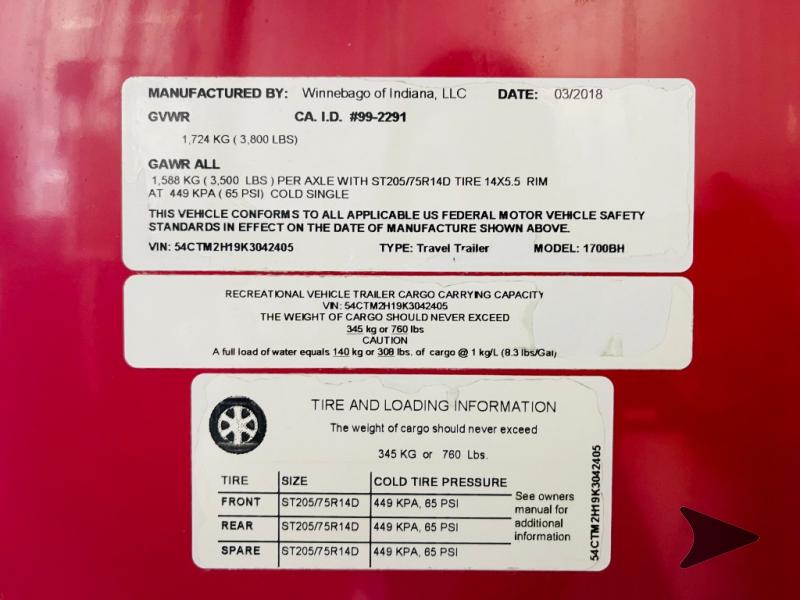 MANUFACTURED BY: Winnebago of Indiana, LLC DATE: 03/2018
GVWR CA. I.D. #99-2291
1,724 KG ( 3,800 LBS)
GAWR ALL
1,588 KG ( 3,500 LBS ) PER AXLE WITH ST205/75R14D TIRE 14X5.5 RIM
AT 449 KPA ( 65 PSI) COLD SINGLE
THIS VEHICLE CONFORMS TO ALL APPLICABLE US FEDERAL MOTOR VEHICLE SAFETY
STANDARDS IN EFFECT ON THE DATE OF MANUFACTURE SHOWN ABOVE.
VIN: 54CTM2H19K3042405 TYPE: Travel Trailer MODEL: 1700BH
RECREATIONAL VEHICLE TRAILER CARGO CARRYING CAPACITY
VIN: 54CTM2H19K3042405
THE WEIGHT OF CARGO SHOULD NEVER EXCEED
345 kg or 760 lbs
CAUTION
A full load of water equals 140 kg or 308 lbs. of cargo @ 1 kg/L (8.3 lbs/Gal)
TIRE AND LOADING INFORMATION
The weight of cargo should never exceed
345 KG or 760 Lbs.
TIRE SIZE COLD TIRE PRESSURE
FRONT ST205/75R14D 449 KPA, 65 PSI
REAR ST205/75R14D 449 KPA, 65 PSI
SPARE ST205/75R14D 449 KPA, 65 PSI
See owners
manual for
additional
information
54CTM2H19K3042405